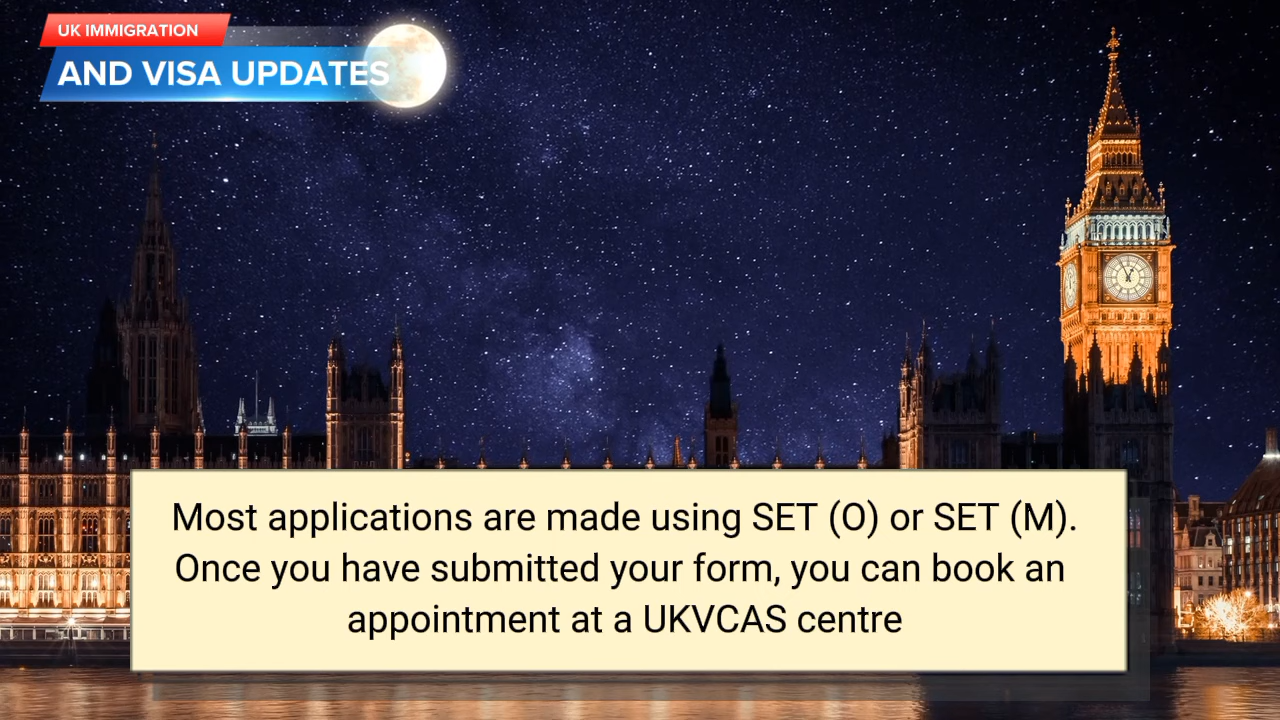 UK IMMIGRATION
AND VISA UPDATES
Most applications are made using SET (O) or SET (M).
Once you have submitted your form, you can book an
appointment at a UKVCAS centre